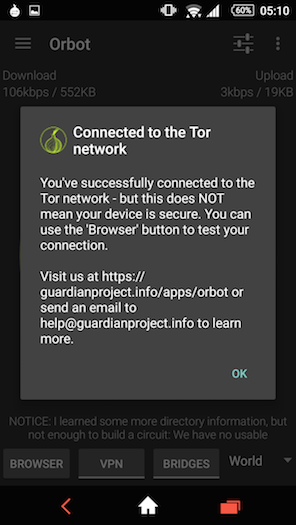 60% 05:10
Orbot
Download Upload
106kbps / 552KB 3kbps / 19KB
Connected to the Tor
network
You've successfully connected to the
Tor network - but this does NOT
mean your device is secure. You can
use the 'Browser' button to test your
connection.
Visit us at https://
guardianproject.info/apps/orbot or
send an email to
help@guardianproject.info to learn
more.
OK
NOTICE: I learned some more directory information, but
not enough to build a circuit: We have no usable
BROWSER VPN BRIDGES World